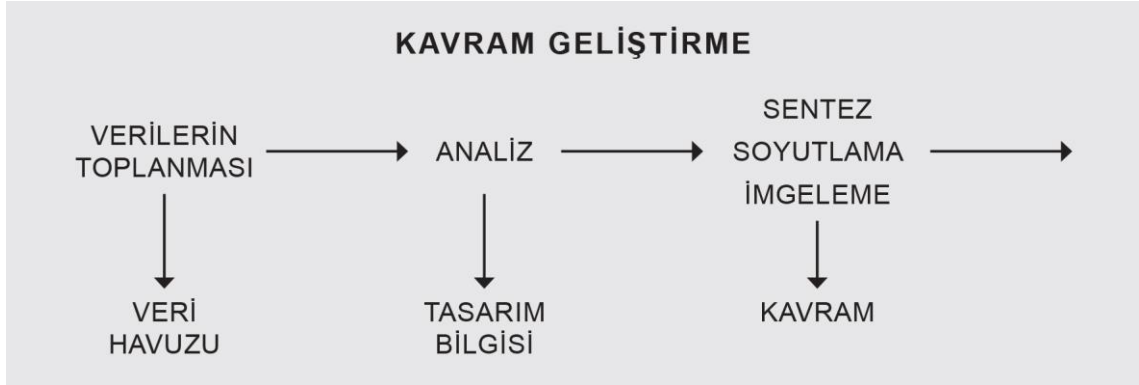 KAVRAM GELİŞTİRME
VERİLERİN
TOPLANMASI
ANALİZ
SENTEZ
SOYUTLAMA
İMGELEME
VERİ
HAVUZU
TASARIM
BİLGİSİ
KAVRAM